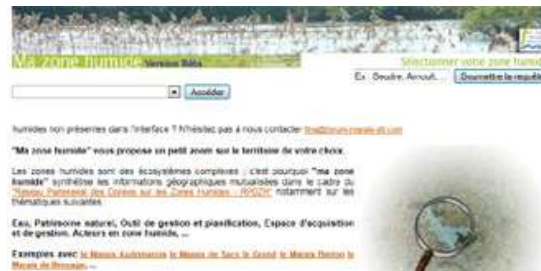 Ma zone humide Version Bêta
Sélectionner votre zone humide
Ex : Seudre, Arnoult, ... Soumettre la requête
Accéder
humides non présentes dans l'interface ? N'hésitez pas à nous contacter
"Ma zone humide" vous propose un petit zoom sur le territoire de votre choix.
Les zones humides sont des écosystèmes complexes ; c'est pourquoi "ma zone
humide" synthétise les informations géographiques mutualisées dans le cadre du
"Réseau Partenarial des Données sur les Zones Humides - RPDZH" notamment sur les
thématiques suivantes
Eau, Patrimoine naturel, Outil de gestion et planification, Espace d'acquisition
et de gestion, Acteurs en zone humide, ...
Exemples avec le Marais le Marais de Sacy le Grand le Marais le
Marais de Brouage, ...